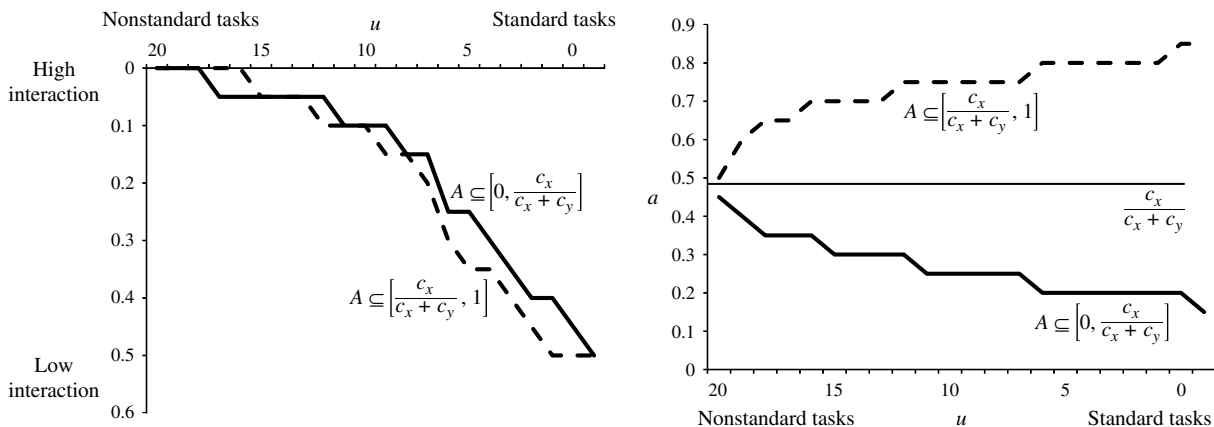 Nonstandard tasks u Standard tasks
20 15 10 5 0
High interaction
0
0.1
0.2
0.3
0.4
0.5
0.6
Low interaction
A ⊆ [0, c_x / (c_x + c_y)]
A ⊆ [c_x / (c_x + c_y), 1]
0.9
0.8
0.7
0.6
0.5
0.4
0.3
0.2
0.1
0
a
A ⊆ [c_x / (c_x + c_y), 1]
c_x / (c_x + c_y)
A ⊆ [0, c_x / (c_x + c_y)]
20 15 10 5 0
Nonstandard tasks u Standard tasks